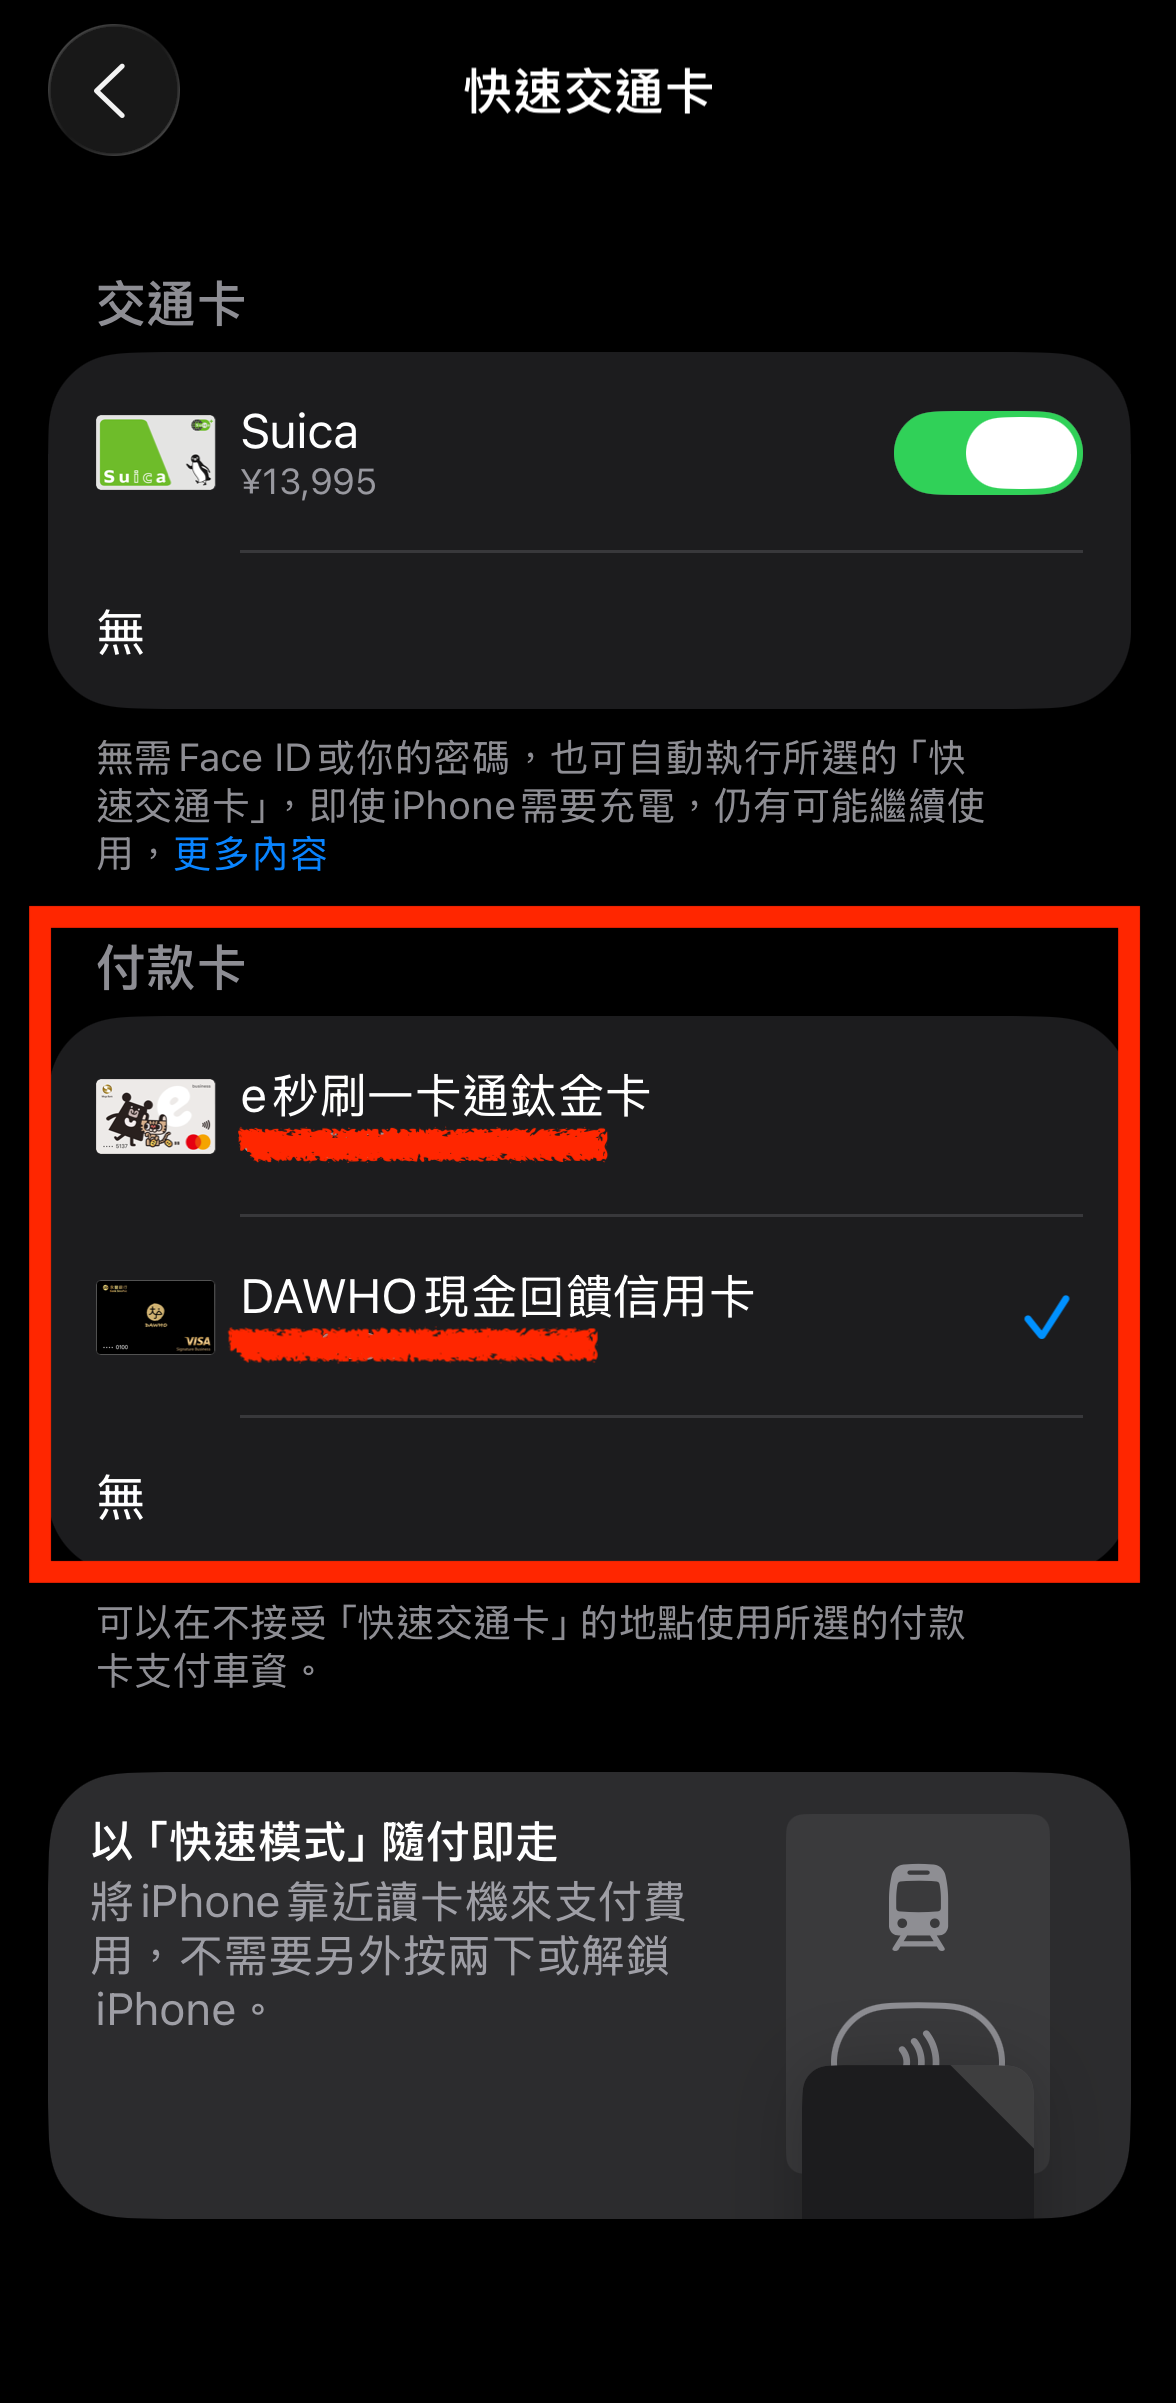 快速交通卡
交通卡
Suica
Suica
¥13,995
無
無需 Face ID 或你的密碼，也可自動執行所選的「快
速交通卡」，即使 iPhone 需要充電，仍有可能繼續使
用，更多內容
付款卡
e
•••• 5137
e秒刷一卡通鈦金卡
DAWHO
•••• 0100
VISA
DAWHO 現金回饋信用卡
無
可以在不接受「快速交通卡」的地點使用所選的付款
卡支付車資。
以「快速模式」隨付即走
將 iPhone 靠近讀卡機來支付費
用，不需要另外按兩下或解鎖
iPhone。